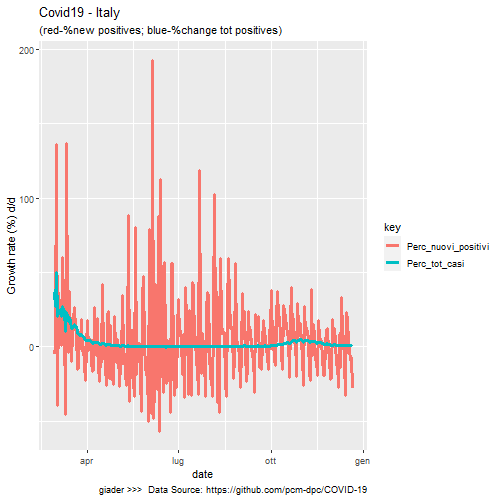 Covid19 - Italy
(red-%new positives; blue-%change tot positives)
200
100
0
Growth rate (%) d/d
apr
lug
ott
gen
date
key
Perc_nuovi_positivi
Perc_tot_casi
giader >>> Data Source: https://github.com/pcm-dpc/COVID-19